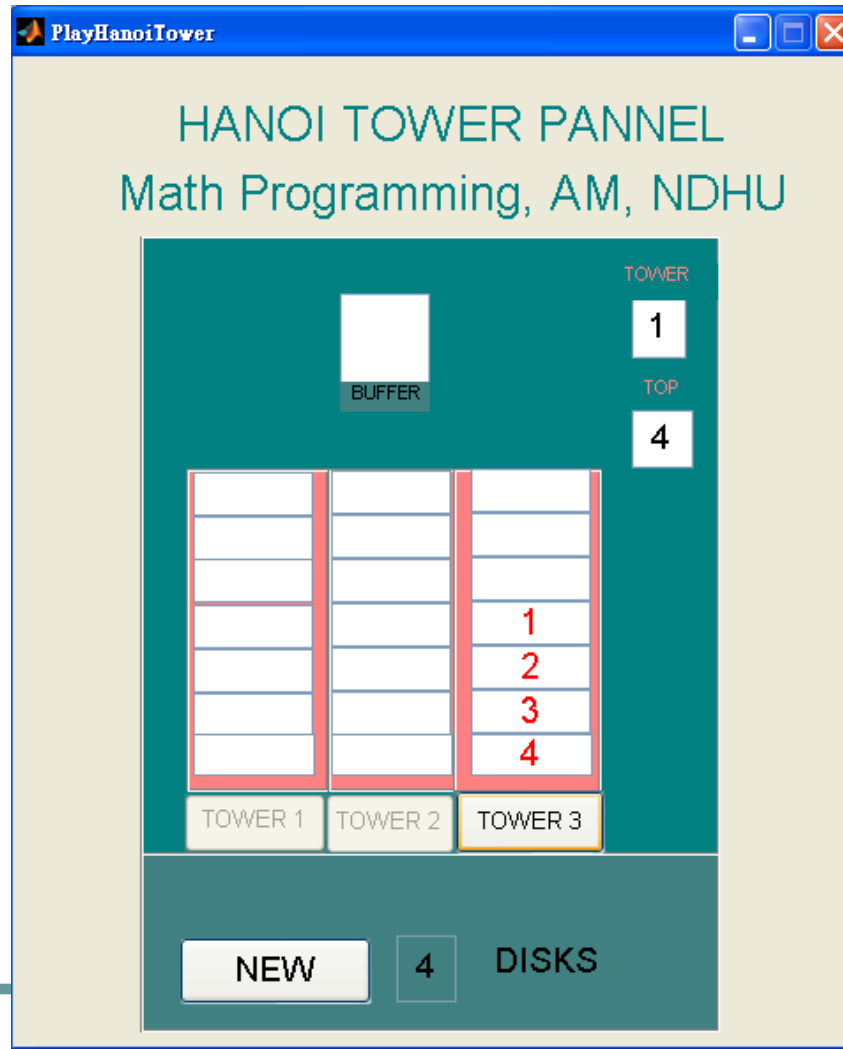 PlayHanoiTower
HANOI TOWER PANNEL
Math Programming, AM, NDHU
TOWER
1
BUFFER
TOP
4
1
2
3
4
TOWER 1 TOWER 2 TOWER 3
NEW 4 DISKS